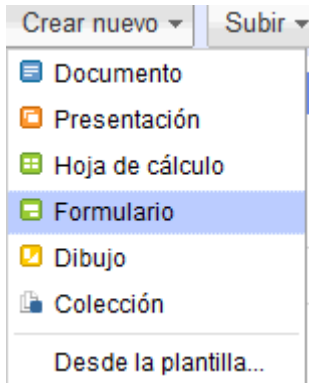 Crear nuevo Subir
Documento
Presentación
Hoja de cálculo
Formulario
Dibujo
Colección
Desde la plantilla...